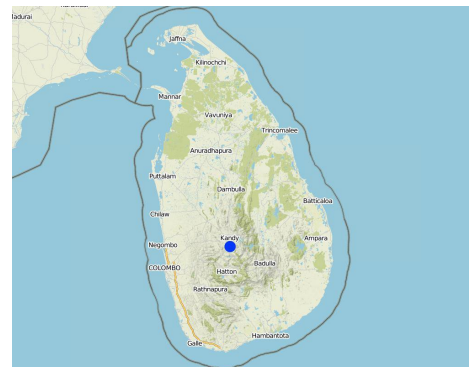 Madurai
Jaffna
Kilinochchi
Mannar
Vavuniya
Trincomalee
Anuradhapura
Puttalam
Dambulla
Batticaloa
Chilaw
Kandy
Ampara
Negombo
Badulla
COLOMBO
Hatton
Rathnapura
Hambantota
Galle